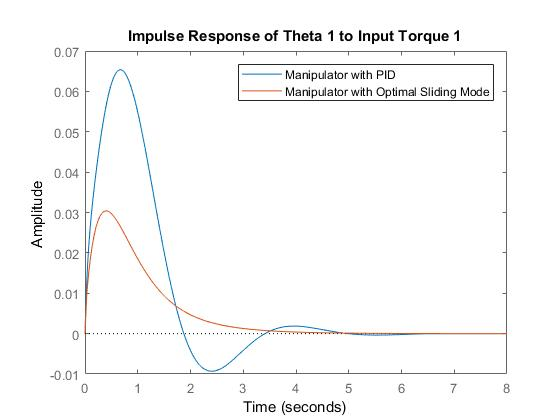 Impulse Response of Theta 1 to Input Torque 1
Manipulator with PID
Manipulator with Optimal Sliding Mode
Amplitude
0.07
0.06
0.05
0.04
0.03
0.02
0.01
0
-0.01
0 1 2 3 4 5 6 7 8
Time (seconds)